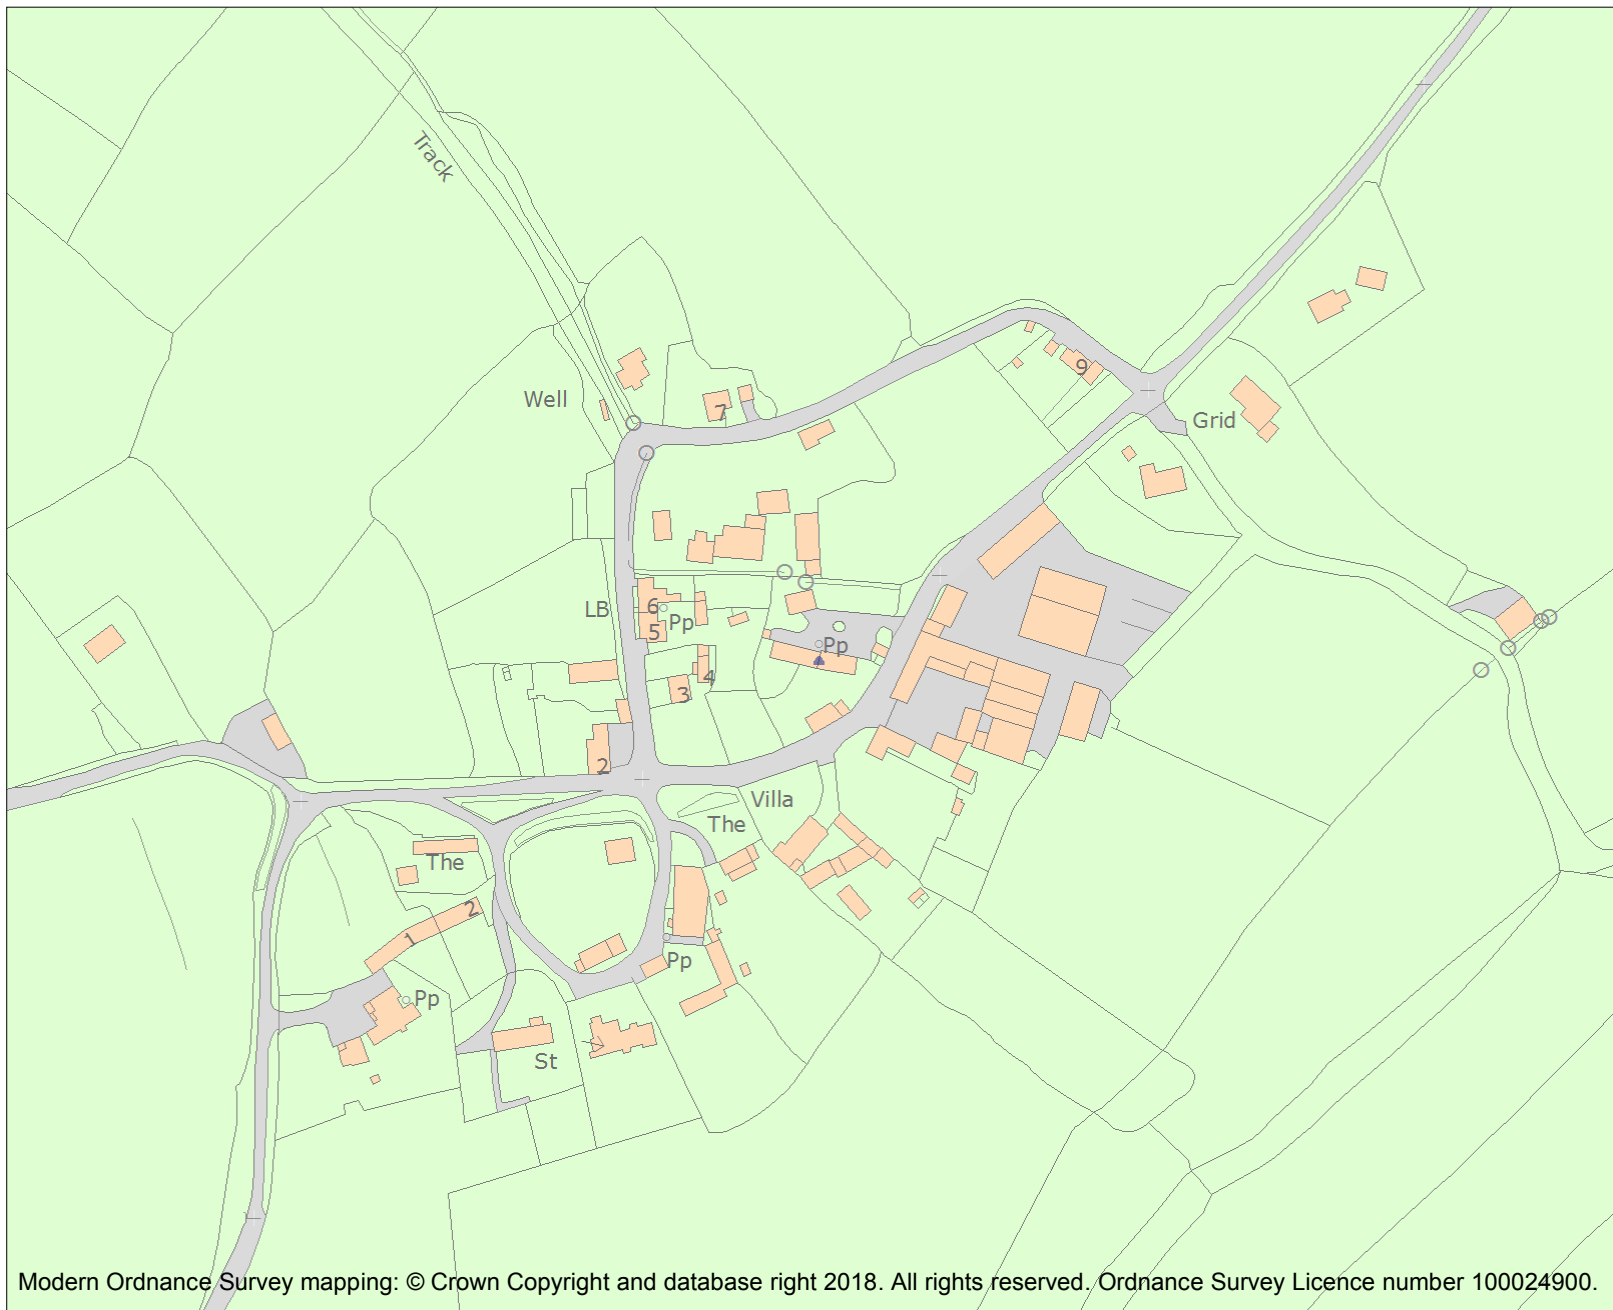 Track
Well
7
9
Grid
LB
6
Pp
5
Pp
4
3
2
Villa
The
The
2
1
Pp
Pp
St
Modern Ordnance Survey mapping: © Crown Copyright and database right 2018. All rights reserved. Ordnance Survey Licence number 100024900.